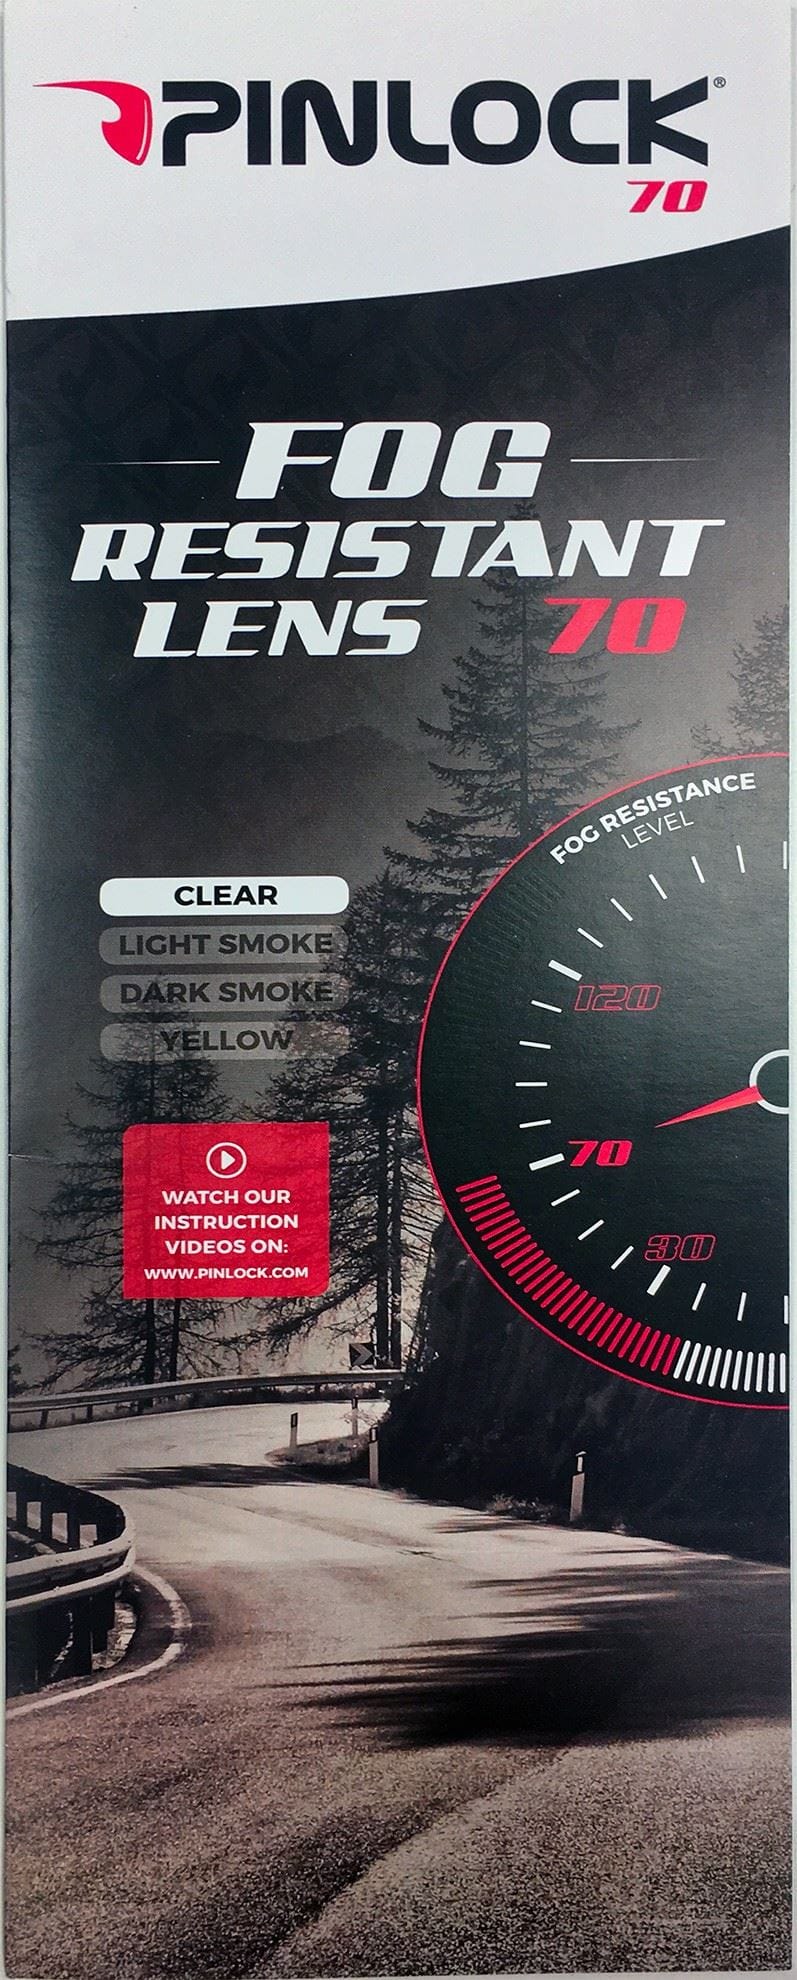 PINLOCK®
70
FOG
RESISTANT
LENS 70
FOG RESISTANCE
LEVEL
CLEAR
LIGHT SMOKE
DARK SMOKE
YELLOW
120
70
30
WATCH OUR
INSTRUCTION
VIDEOS ON:
WWW.PINLOCK.COM